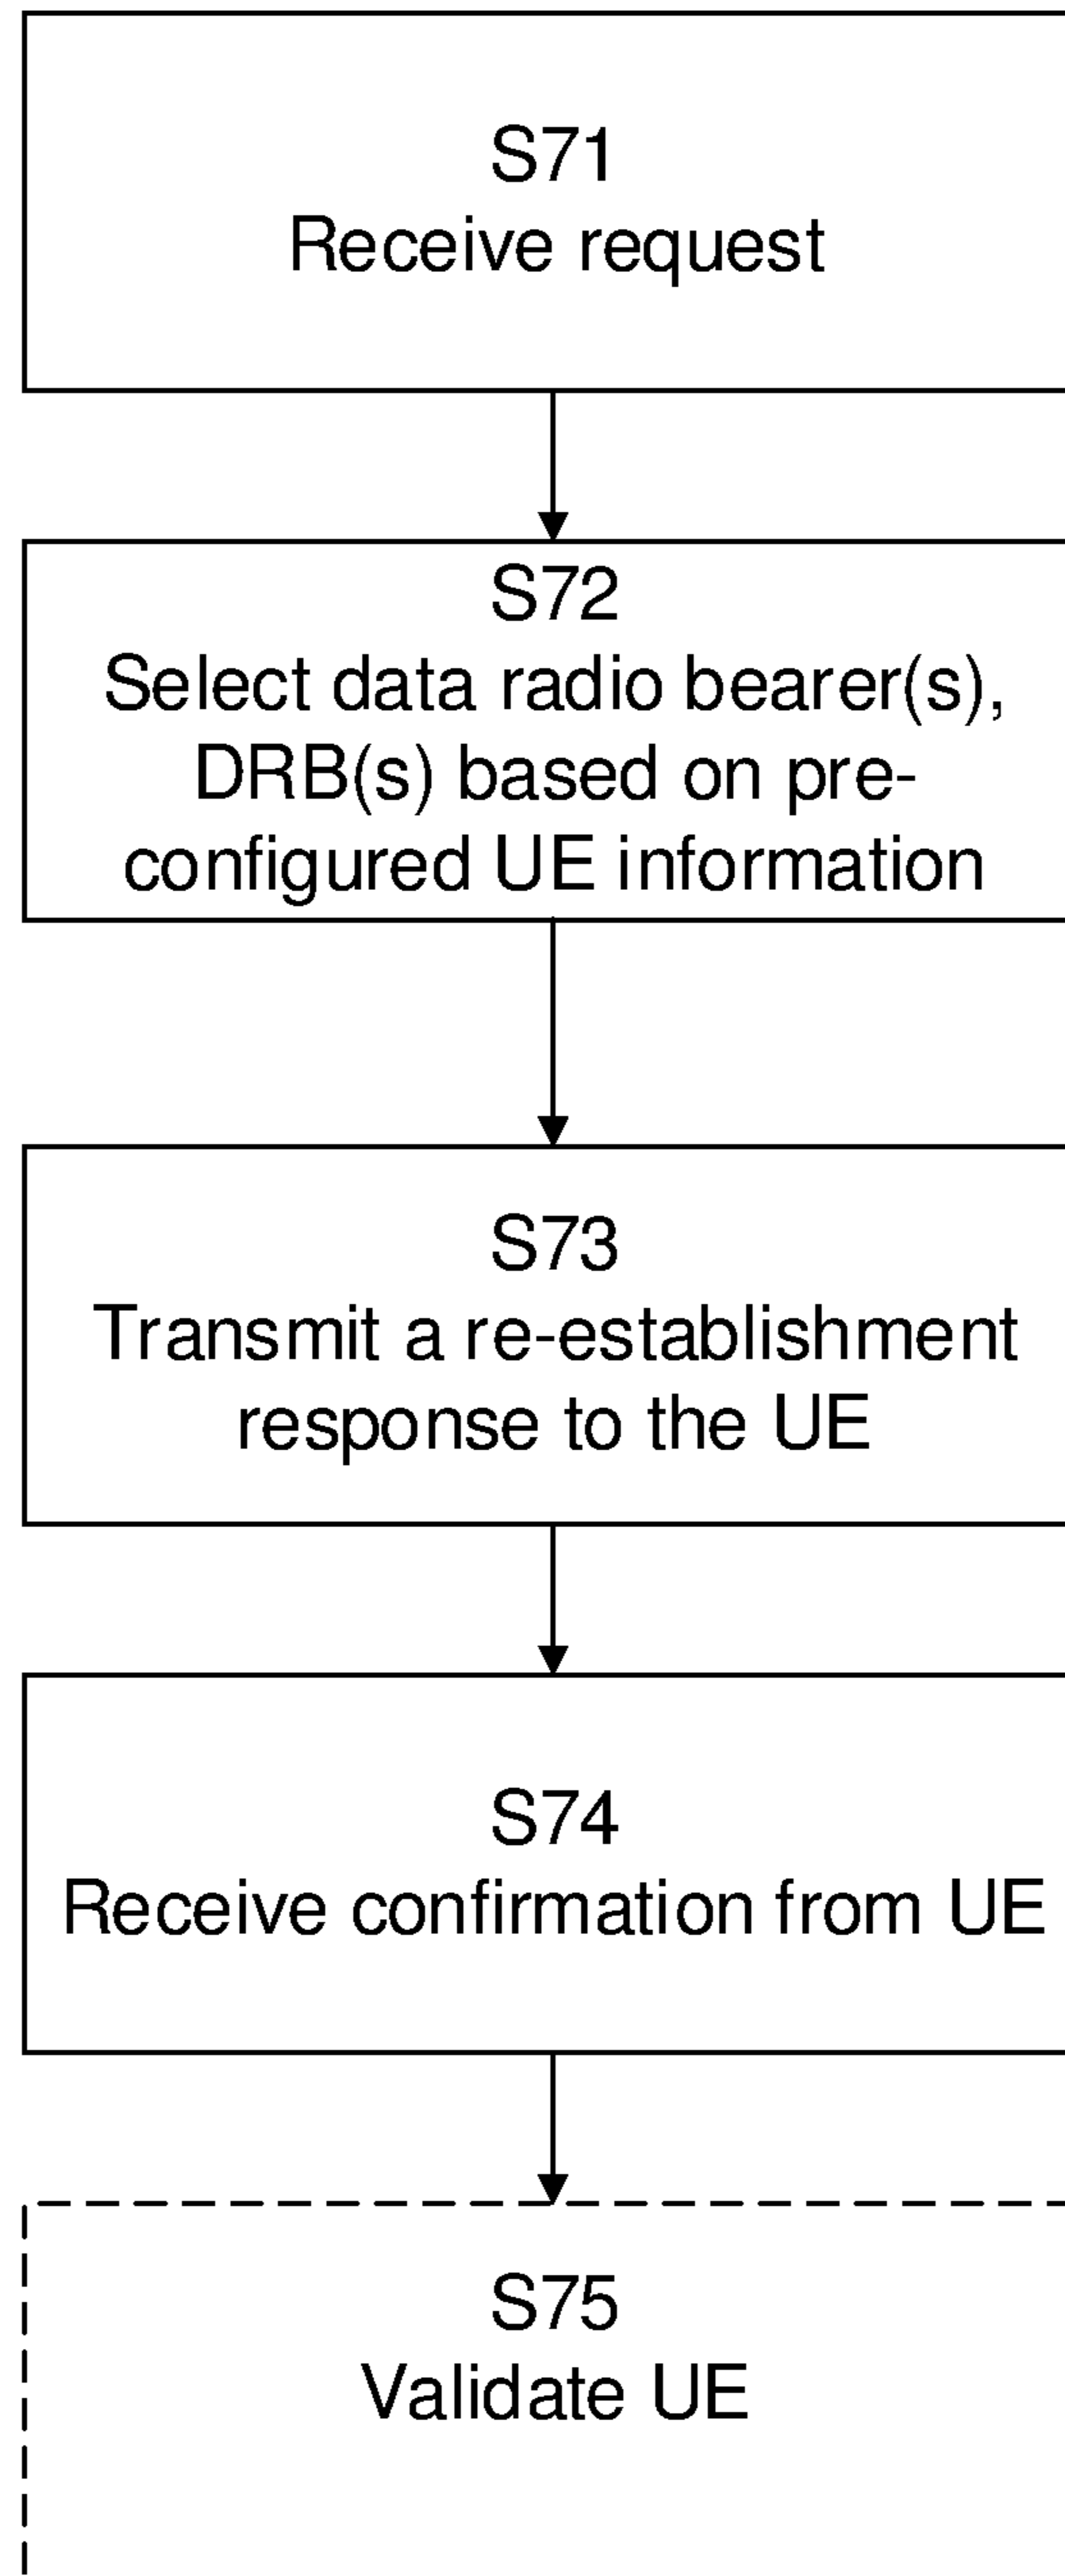 S71
Receive request
S72
Select data radio bearer(s),
DRB(s) based on pre-
configured UE information
S73
Transmit a re-establishment
response to the UE
S74
Receive confirmation from UE
S75
Validate UE